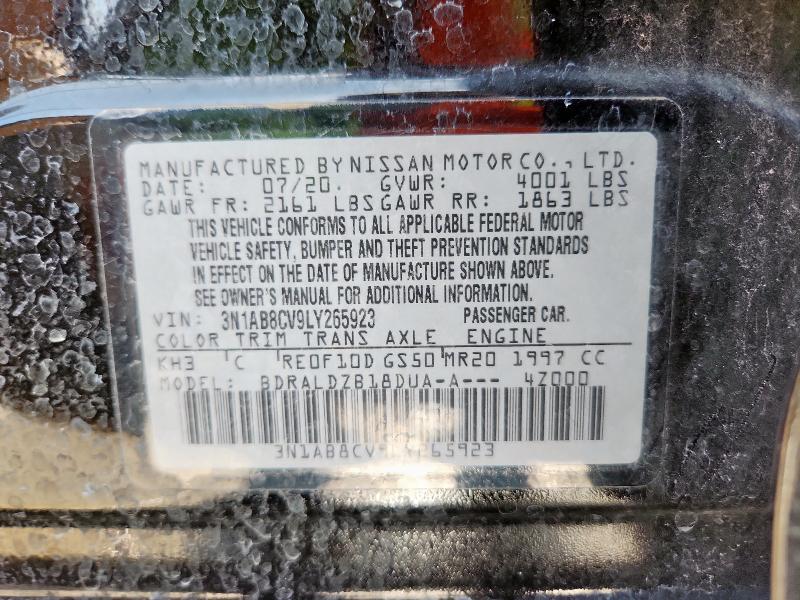 MANUFACTURED BY NISSAN MOTOR CO., LTD.
DATE: 07/20. GVWR: 4001 LBS
GAWR FR: 2161 LBS GAWR RR: 1863 LBS
THIS VEHICLE CONFORMS TO ALL APPLICABLE FEDERAL MOTOR
VEHICLE SAFETY, BUMPER AND THEFT PREVENTION STANDARDS
IN EFFECT ON THE DATE OF MANUFACTURE SHOWN ABOVE.
SEE OWNER'S MANUAL FOR ADDITIONAL INFORMATION.
VIN: 3N1AB8CV9LY265923 PASSENGER CAR.
COLOR TRIM TRANS AXLE ENGINE
KH3 C RE0F10D GS50 MR20 1997 CC
MODEL: BDRALDZB18DUA-A--- 4Z000
3N1AB8CV9LY265923